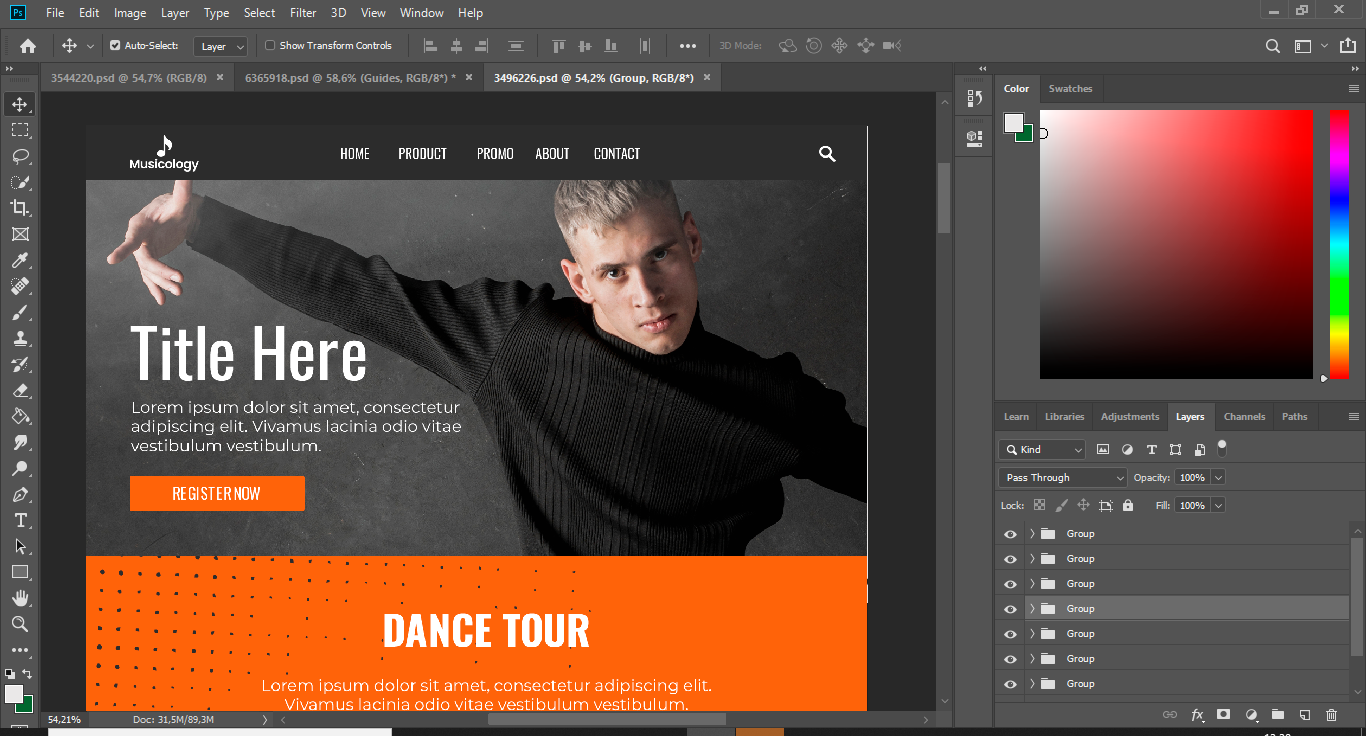 Ps File Edit Image Layer Type Select Filter 3D View Window Help
Auto-Select: Layer Show Transform Controls 3D Mode:
3544220.psd @ 54,7% (RGB/8) × 6365918.psd @ 58,6% (Guides, RGB/8*) * × 3496226.psd @ 54,2% (Group, RGB/8*) ×
Musicology
HOME PRODUCT PROMO ABOUT CONTACT
Title Here
Lorem ipsum dolor sit amet, consectetur
adipiscing elit. Vivamus lacinia odio vitae
vestibulum vestibulum.
REGISTER NOW
DANCE TOUR
Lorem ipsum dolor sit amet, consectetur adipiscing elit.
Vivamus lacinia odio vitae vestibulum vestibulum.
54,21% Doc: 31,5M/89,3M
Color Swatches
Learn Libraries Adjustments Layers Channels Paths
Kind
Pass Through Opacity: 100%
Lock: Fill: 100%
Group
Group
Group
Group
Group
Group
Group
fx